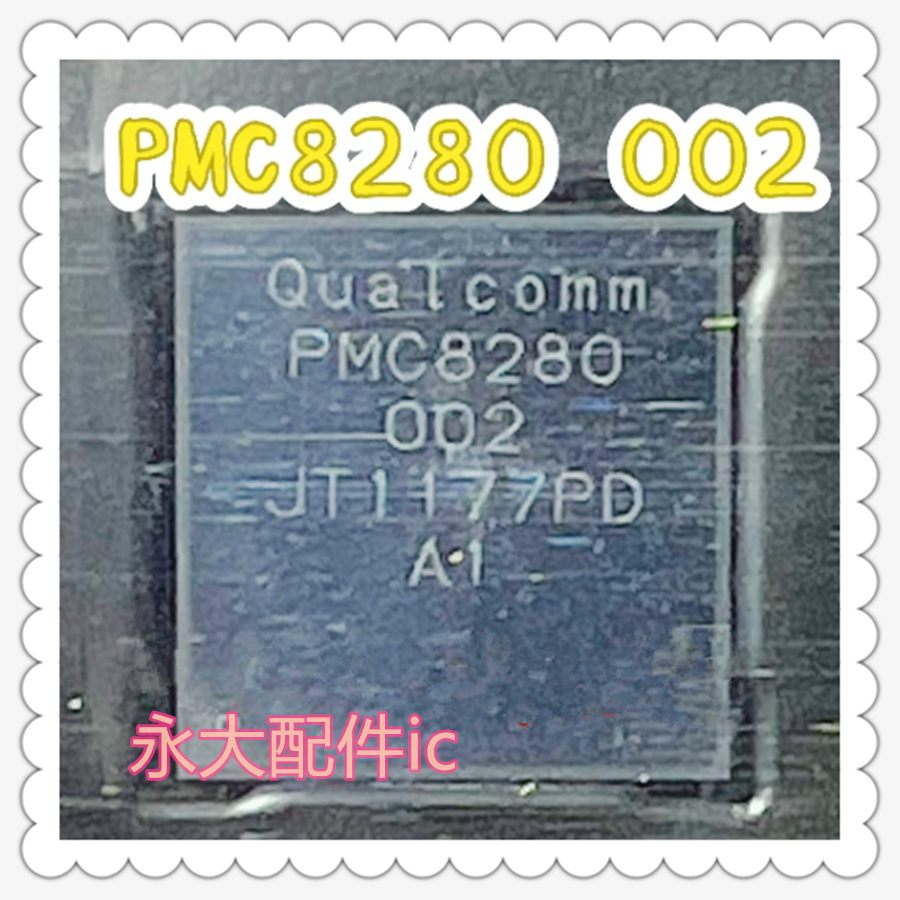 PMC8280 002
Qualcomm
PMC8280
002
JT1177PD
A1
永大配件ic